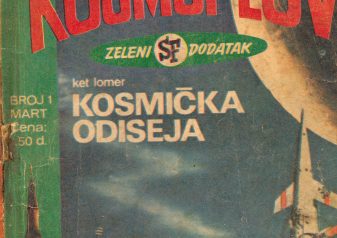 KOSMOPLOV
ZELENI SF DODATAK
ket lomer
KOSMIČKA
ODISEJA
BROJ 1
MART
Cena:
50 d.